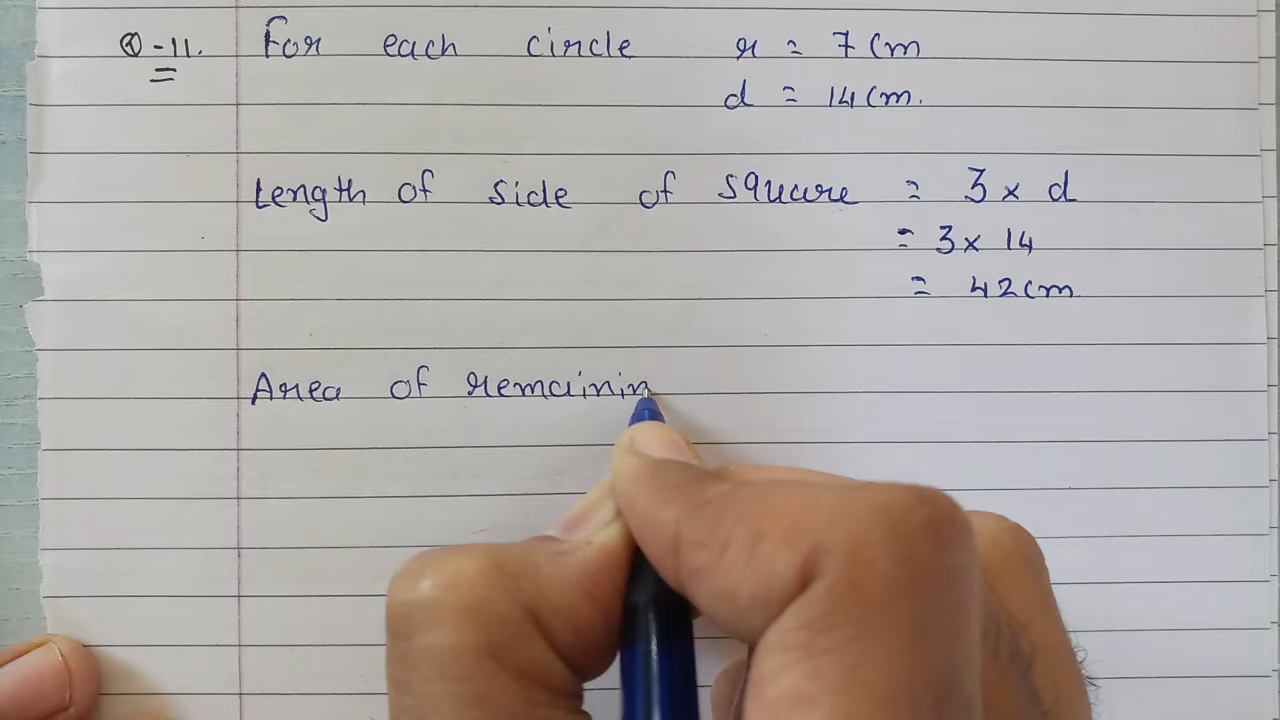 Q-11. For each circle r = 7 cm
d = 14 cm.
Length of side of square = 3 x d
= 3 x 14
= 42 cm
Area of remainin